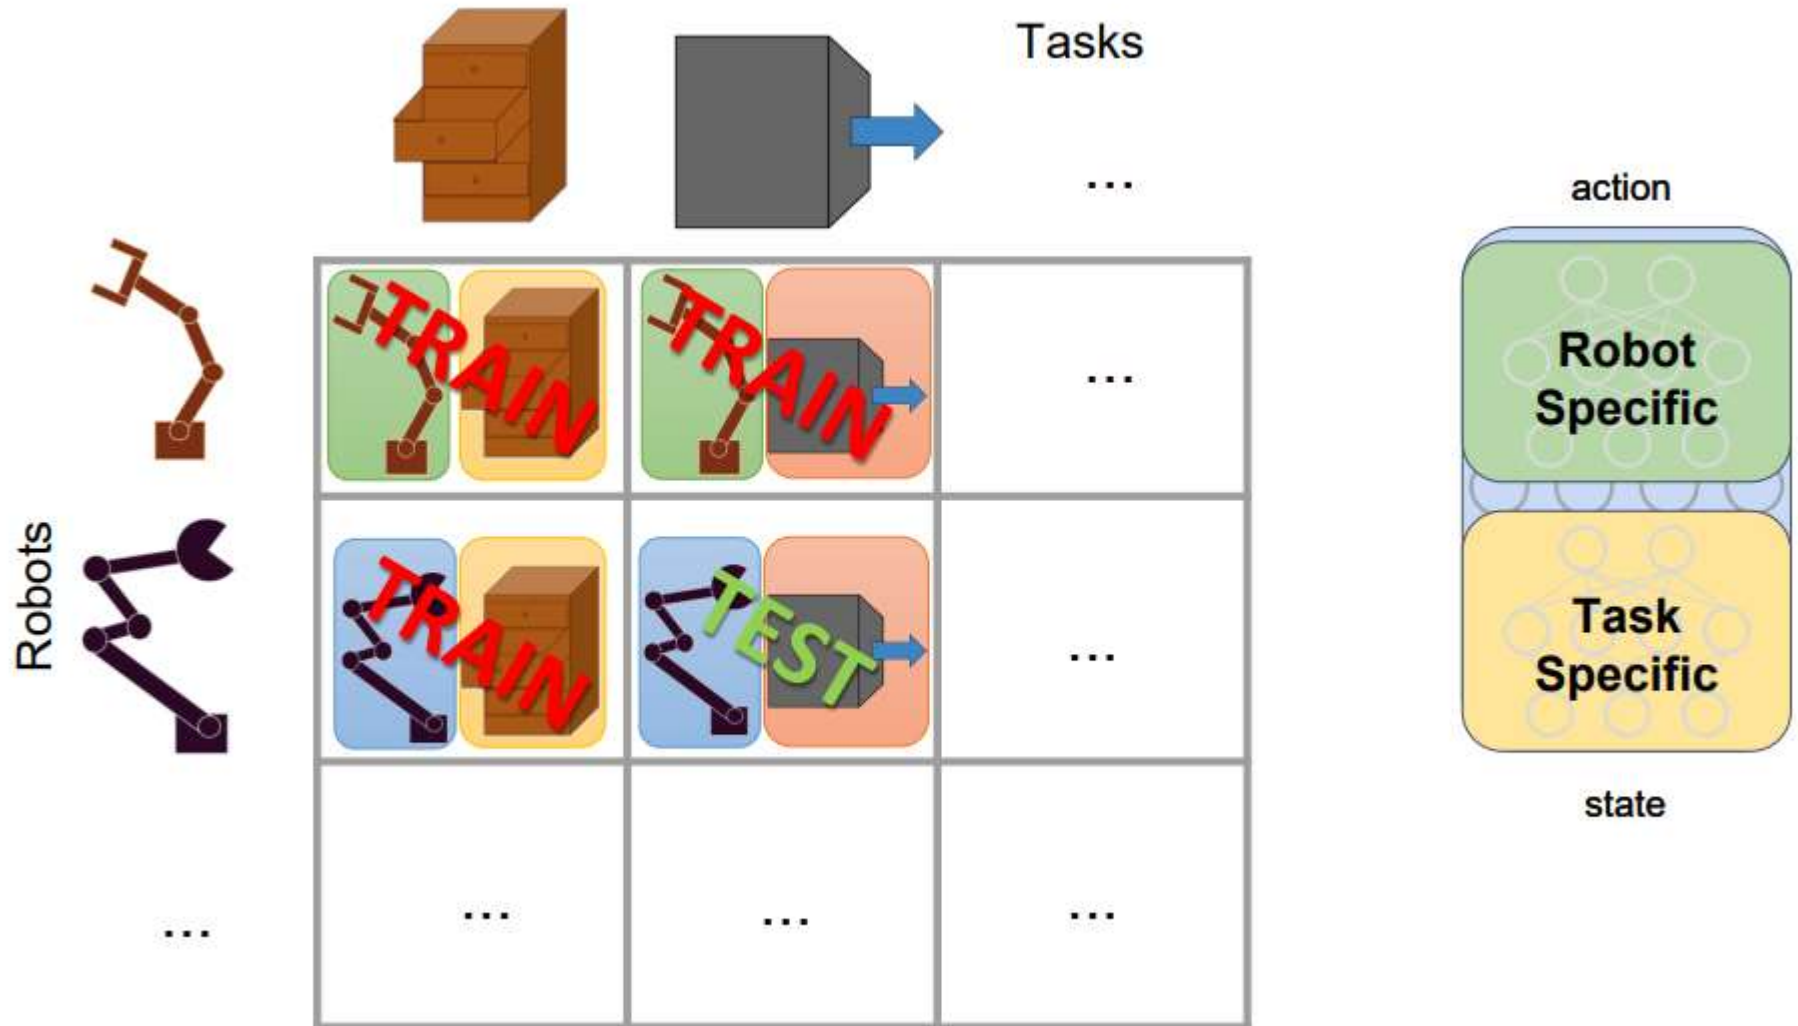 Tasks
...
action
TRAIN
TRAIN
...
Robot
Specific
Robots
TRAIN
TEST
...
Task
Specific
state
...
...
...
...